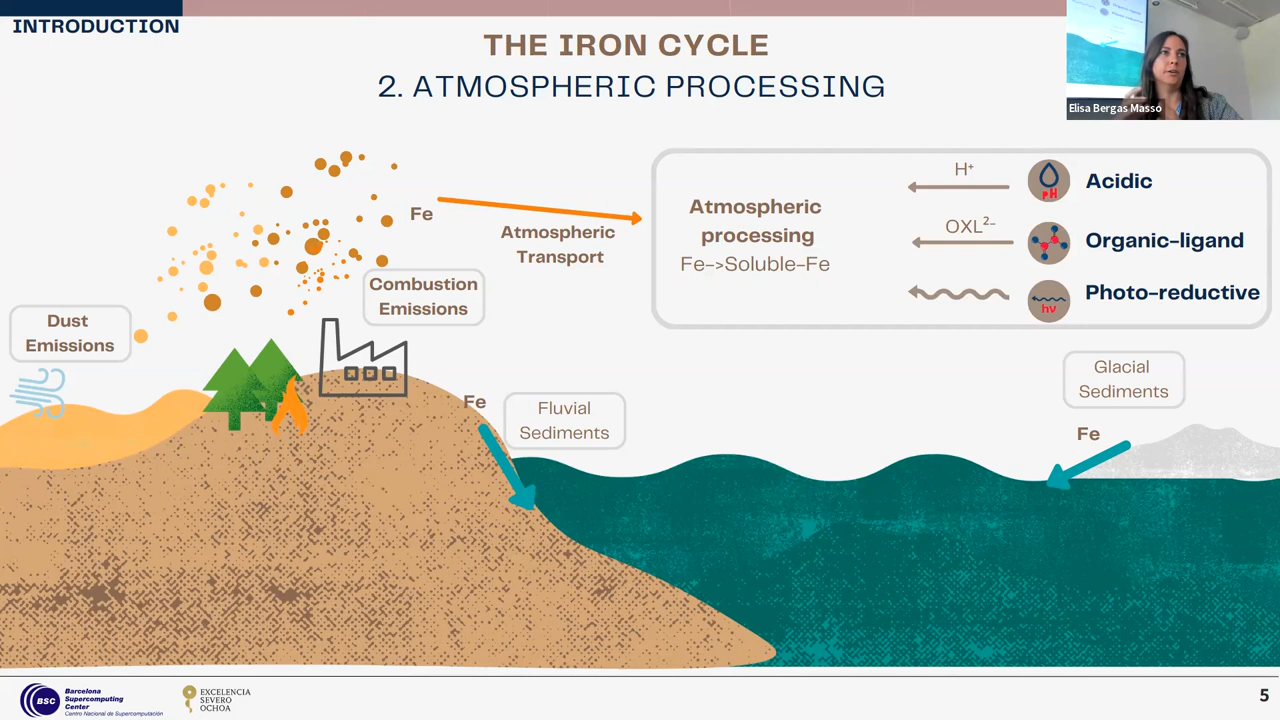 INTRODUCTION
THE IRON CYCLE
2. ATMOSPHERIC PROCESSING
Elisa Bergas Masso
H⁺
Acidic
pH
Atmospheric
processing
Fe->Soluble-Fe
OXL²⁻
Organic-ligand
Photo-reductive
hν
Fe
Atmospheric
Transport
Combustion
Emissions
Dust
Emissions
Fe
Fluvial
Sediments
Glacial
Sediments
Fe
BSC
Barcelona
Supercomputing
Center
Centro Nacional de Supercomputación
EXCELENCIA
SEVERO
OCHOA
5